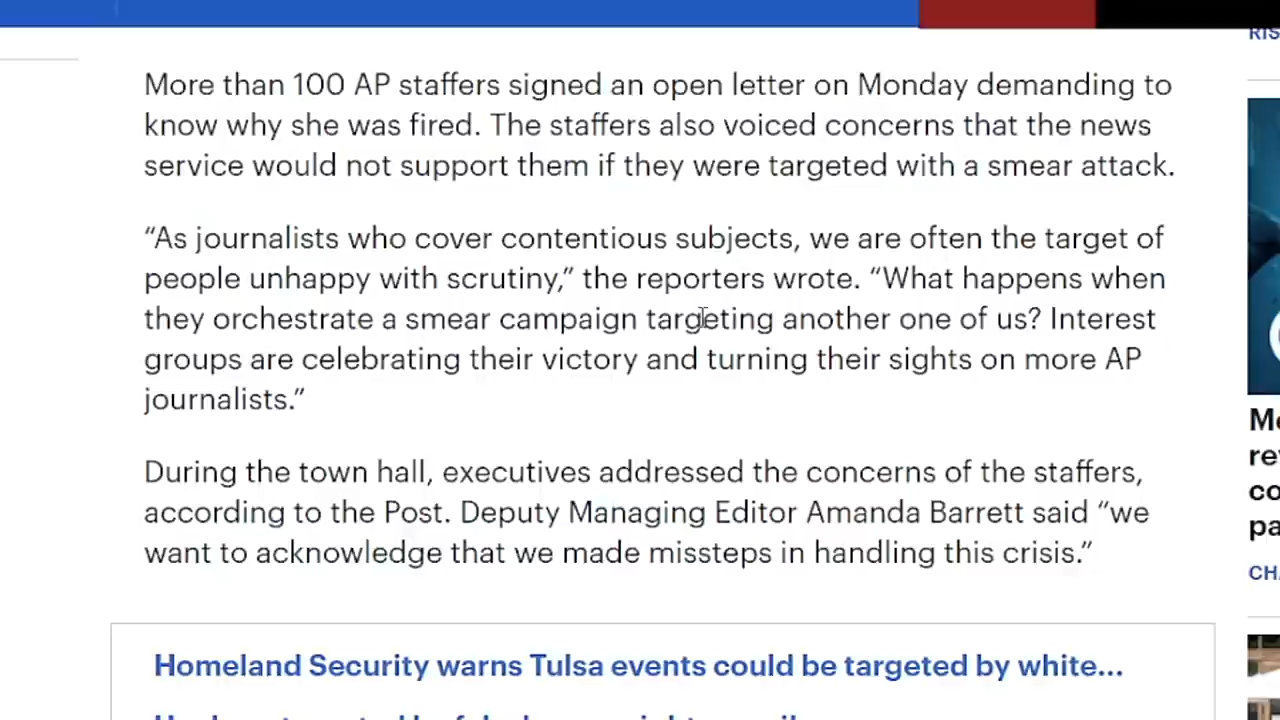 RIS
More than 100 AP staffers signed an open letter on Monday demanding to
know why she was fired. The staffers also voiced concerns that the news
service would not support them if they were targeted with a smear attack.
“As journalists who cover contentious subjects, we are often the target of
people unhappy with scrutiny,” the reporters wrote. “What happens when
they orchestrate a smear campaign targeting another one of us? Interest
groups are celebrating their victory and turning their sights on more AP
journalists.”
During the town hall, executives addressed the concerns of the staffers,
according to the Post. Deputy Managing Editor Amanda Barrett said “we
want to acknowledge that we made missteps in handling this crisis.”
Homeland Security warns Tulsa events could be targeted by white...
re
co
pa
CH